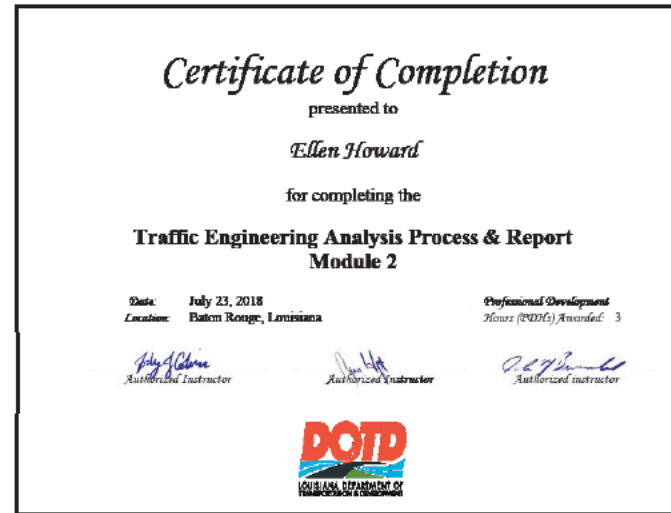 Certificate of Completion
presented to
Ellen Howard
for completing the
Traffic Engineering Analysis Process & Report
Module 2
Date: July 23, 2018
Location: Baton Rouge, Louisiana
Professional Development
Hours (PDHs) Awarded: 3
Authorized Instructor
Authorized Instructor
Authorized instructor
DOTD
LOUISIANA DEPARTMENT OF
TRANSPORTATION & DEVELOPMENT